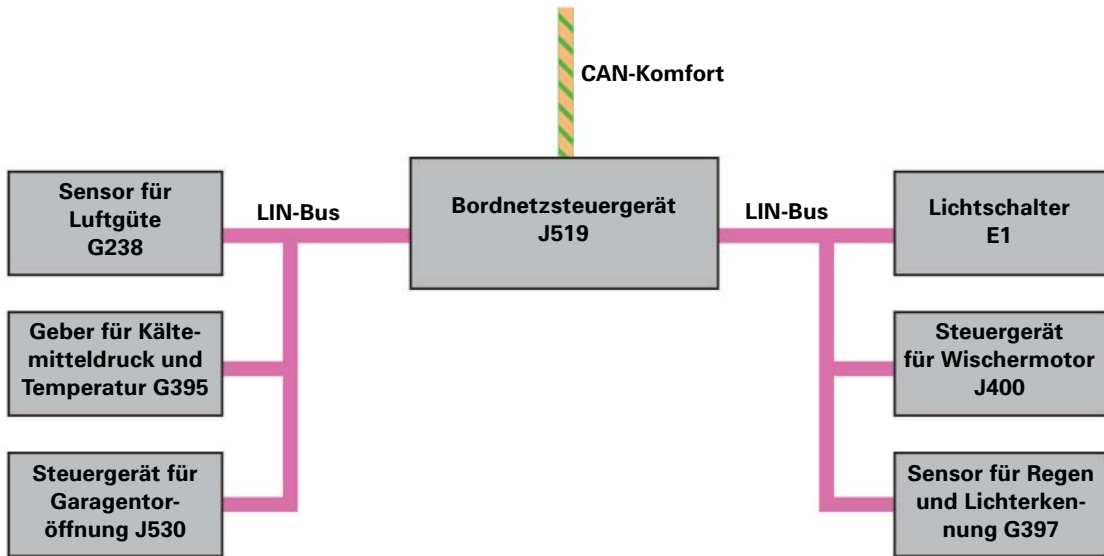 CAN-Komfort
Sensor für
Luftgüte
G238
LIN-Bus
Bordnetzsteuergerät
J519
LIN-Bus
Lichtschalter
E1
Geber für Kälte-
mitteldruck und
Temperatur G395
Steuergerät
für Wischermotor
J400
Steuergerät für
Garagentor-
öffnung J530
Sensor für Regen
und Lichterken-
nung G397